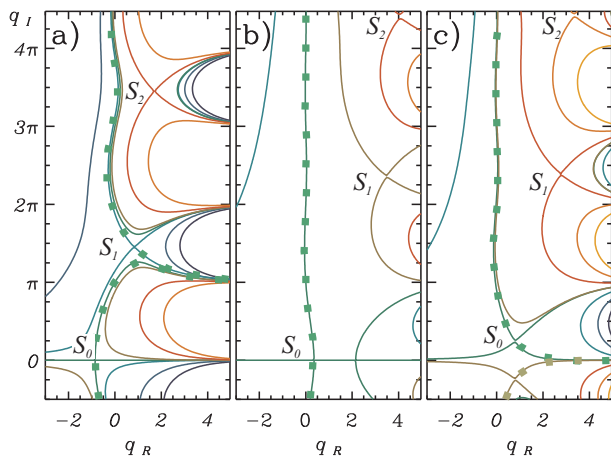 q_I a) b) c)
S_2 S_2
4π
S_2
3π
S_1 S_1
2π
S_1
π
S_0 S_0 S_0
0
−2 0 2 4 −2 0 2 4 −2 0 2 4
q_R q_R q_R